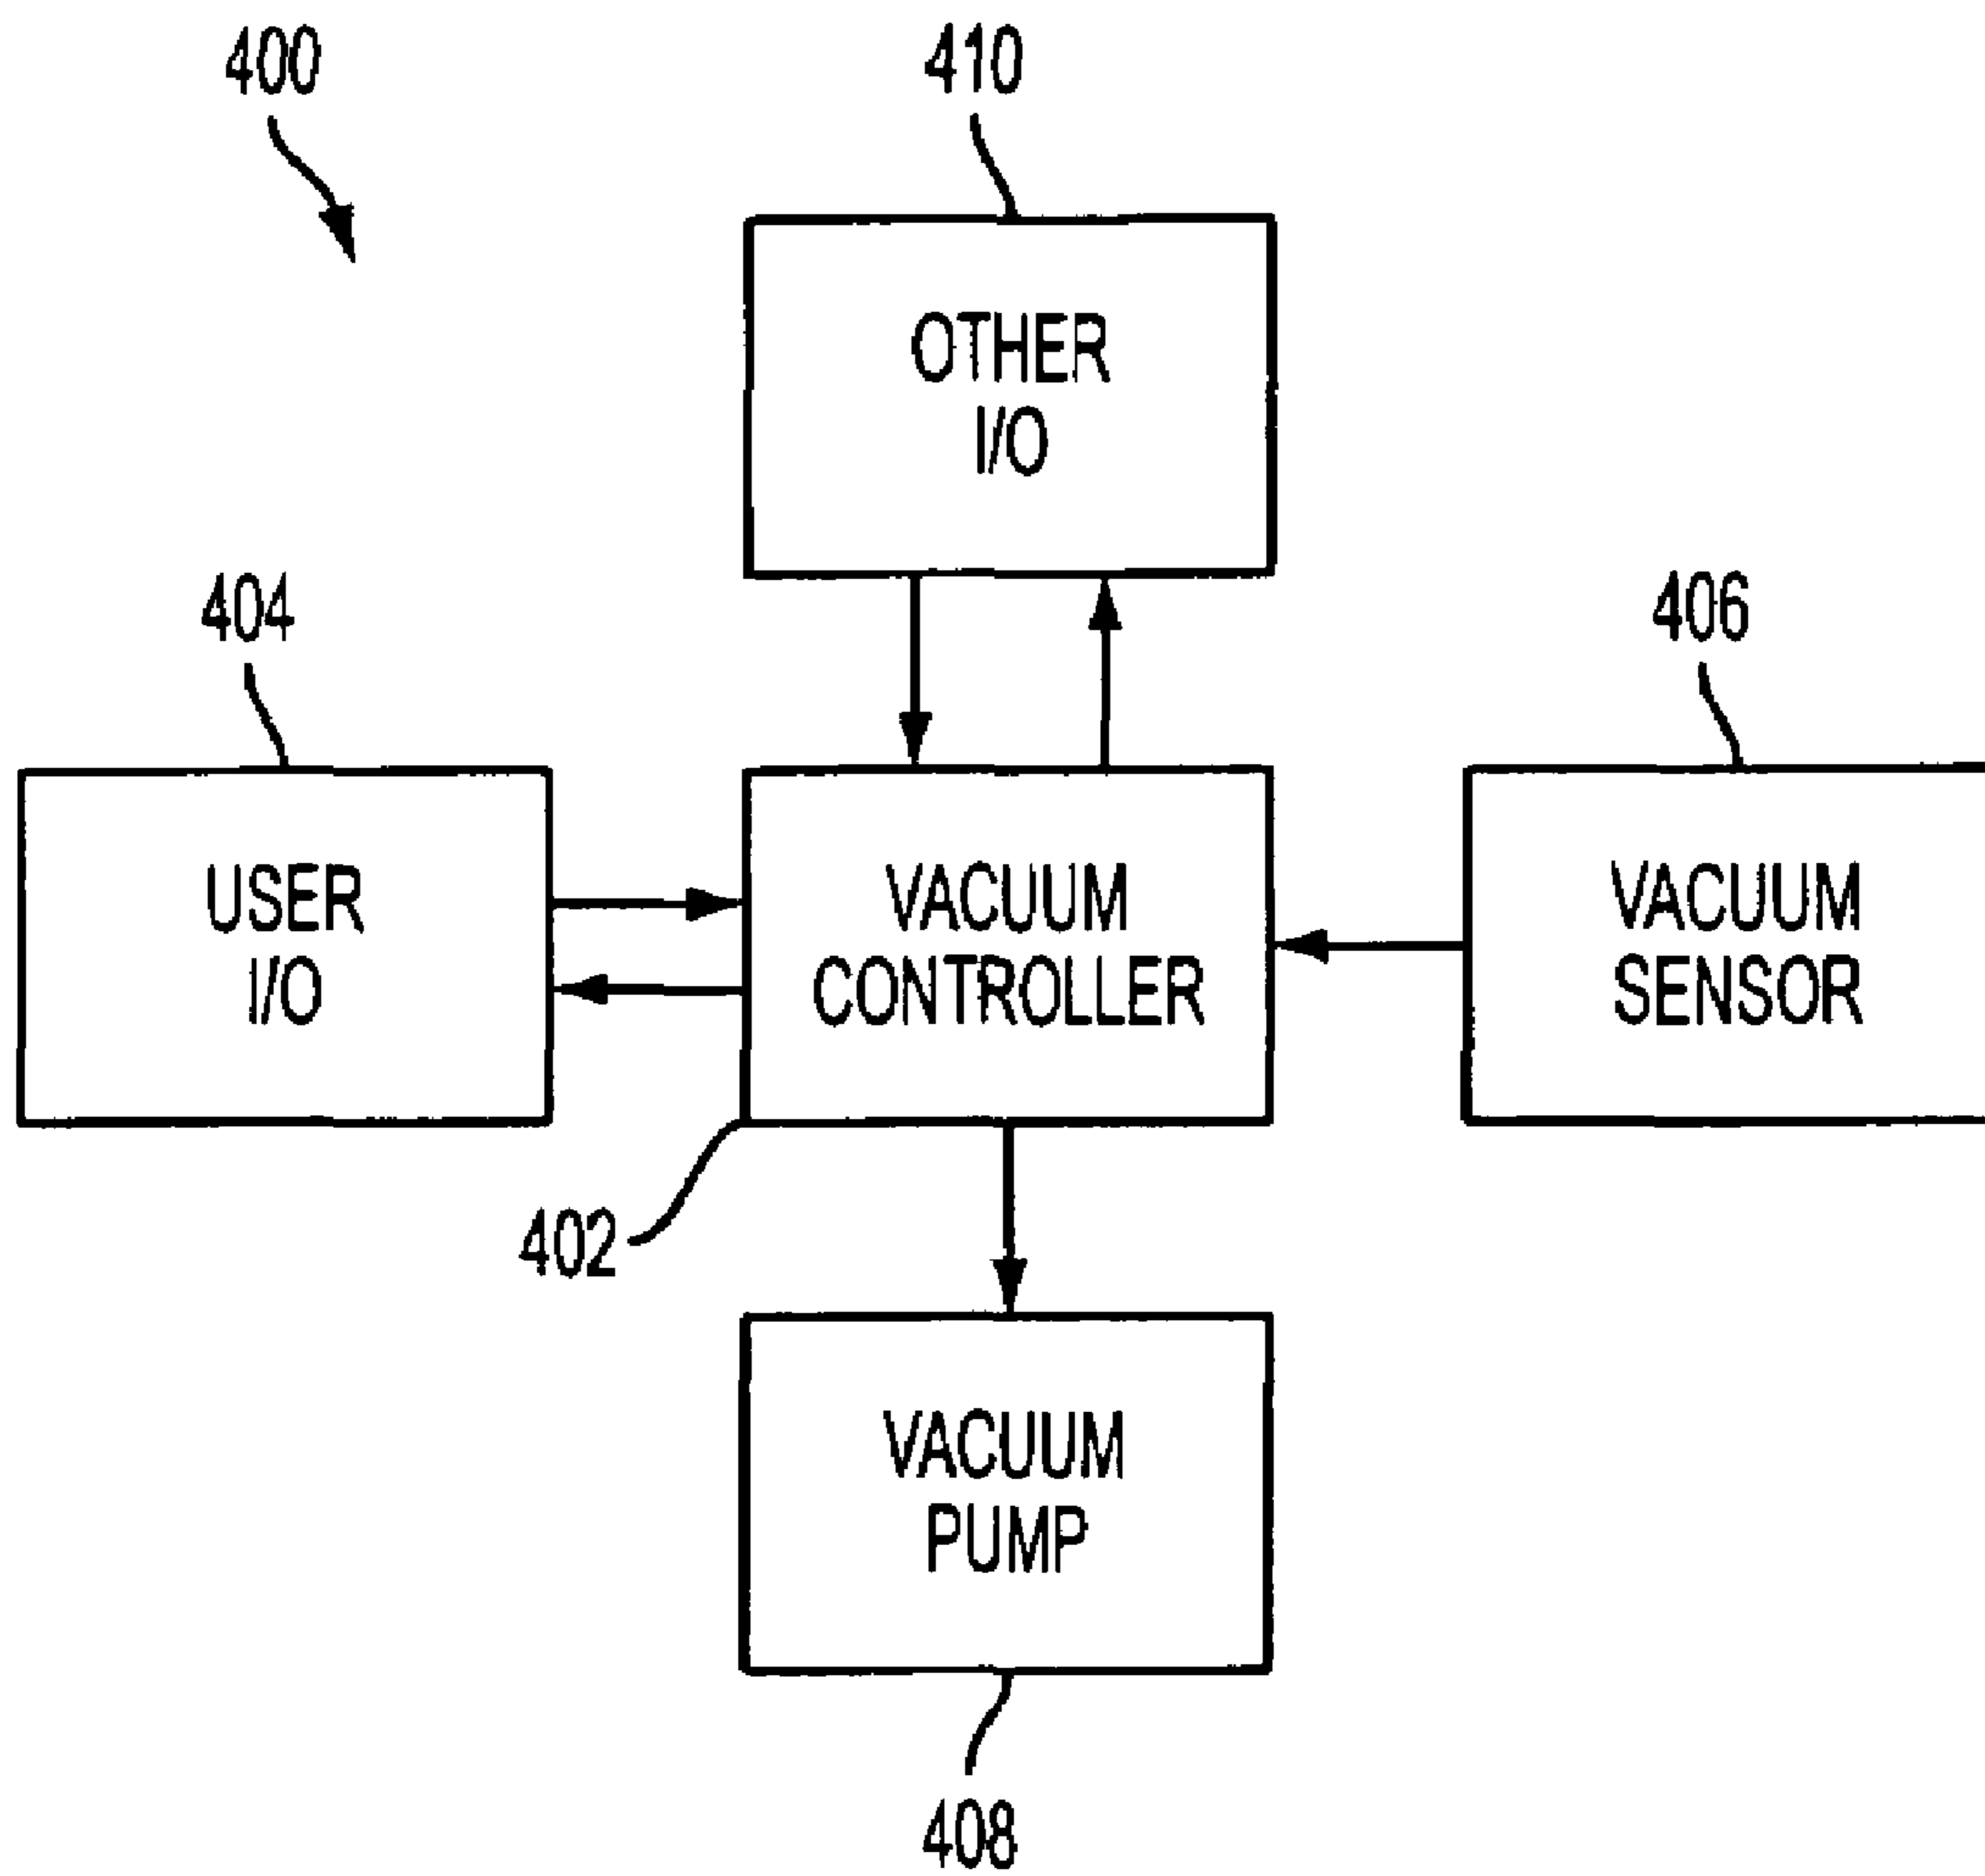 400
410
OTHER
I/O
404
406
USER
I/O
VACUUM
CONTROLLER
VACUUM
SENSOR
402
VACUUM
PUMP
408